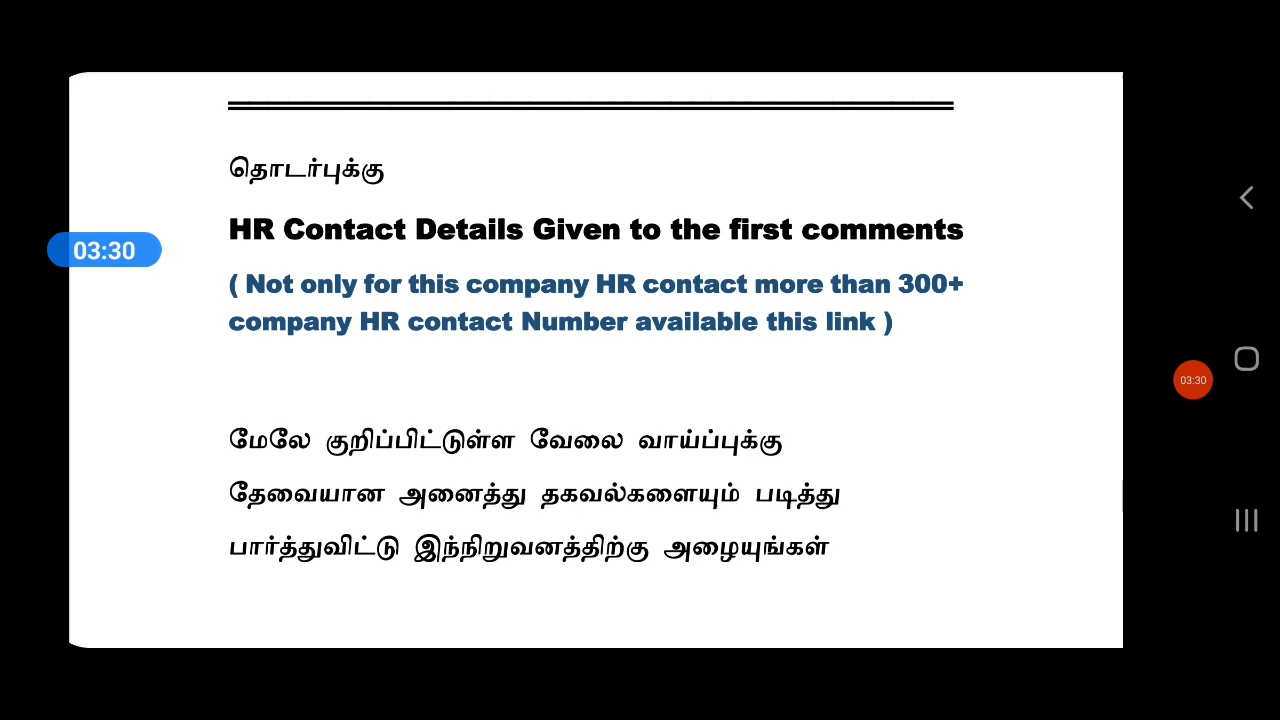 தொடர்புக்கு
HR Contact Details Given to the first comments
03:30
( Not only for this company HR contact more than 300+
company HR contact Number available this link )
03:30
மேலே குறிப்பிட்டுள்ள வேலை வாய்ப்புக்கு
தேவையான அனைத்து தகவல்களையும் படித்து
பார்த்துவிட்டு இந்நிறுவனத்திற்கு அழையுங்கள்